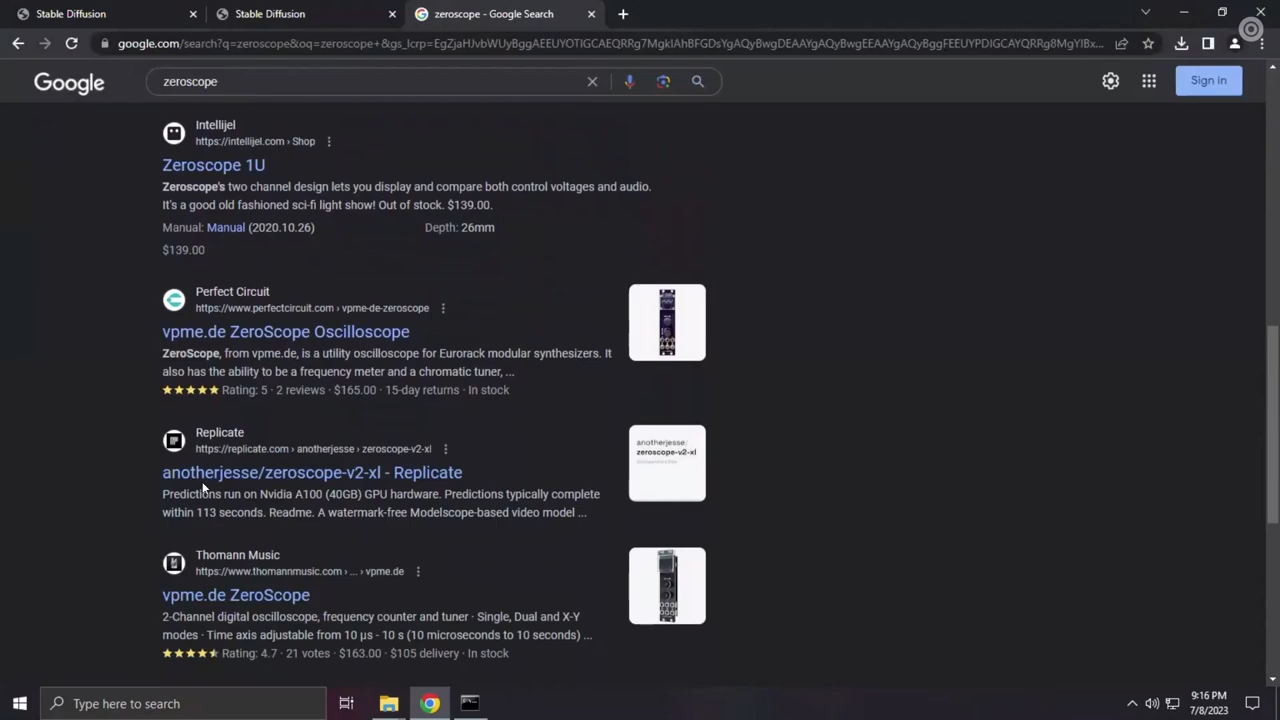 Stable Diffusion
Stable Diffusion
zeroscope - Google Search
google.com/search?q=zeroscope&oq=zeroscope+&gs_lcrp=EgZjaHJvbWUyBggAEEUYOTIGCAEQRRg7MgkIAhBFGDsYgAQyBwgDEAAYgAQyBwgEEAAYgAQyBggFEEUYPDIGCAYQRRg8MgYIBx...
Google
zeroscope
Sign in
Intellijel
https://intellijel.com › Shop
Zeroscope 1U
Zeroscope's two channel design lets you display and compare both control voltages and audio.
It's a good old fashioned sci-fi light show! Out of stock. $139.00.
Manual: Manual (2020.10.26)
Depth: 26mm
$139.00
Perfect Circuit
https://www.perfectcircuit.com › vpme-de-zeroscope
vpme.de ZeroScope Oscilloscope
ZeroScope, from vpme.de, is a utility oscilloscope for Eurorack modular synthesizers. It
also has the ability to be a frequency meter and a chromatic tuner, ...
Rating: 5 · 2 reviews · $165.00 · 15-day returns · In stock
Replicate
https://replicate.com › anotherjesse › zeroscope-v2-xl
anotherjesse/zeroscope-v2-xl - Replicate
Predictions run on Nvidia A100 (40GB) GPU hardware. Predictions typically complete
within 113 seconds. Readme. A watermark-free Modelscope-based video model ...
anotherjesse/
zeroscope-v2-xl
Thomann Music
https://www.thomannmusic.com › ... › vpme.de
vpme.de ZeroScope
2-Channel digital oscilloscope, frequency counter and tuner · Single, Dual and X-Y
modes · Time axis adjustable from 10 µs - 10 s (10 microseconds to 10 seconds) ...
Rating: 4.7 · 21 votes · $163.00 · $105 delivery · In stock
Type here to search
9:16 PM
7/8/2023